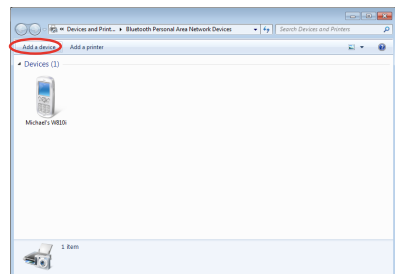 « Devices and Print... ▸ Bluetooth Personal Area Network Devices
Search Devices and Printers
Add a device
Add a printer
Devices (1)
Michael's W810i
1 item